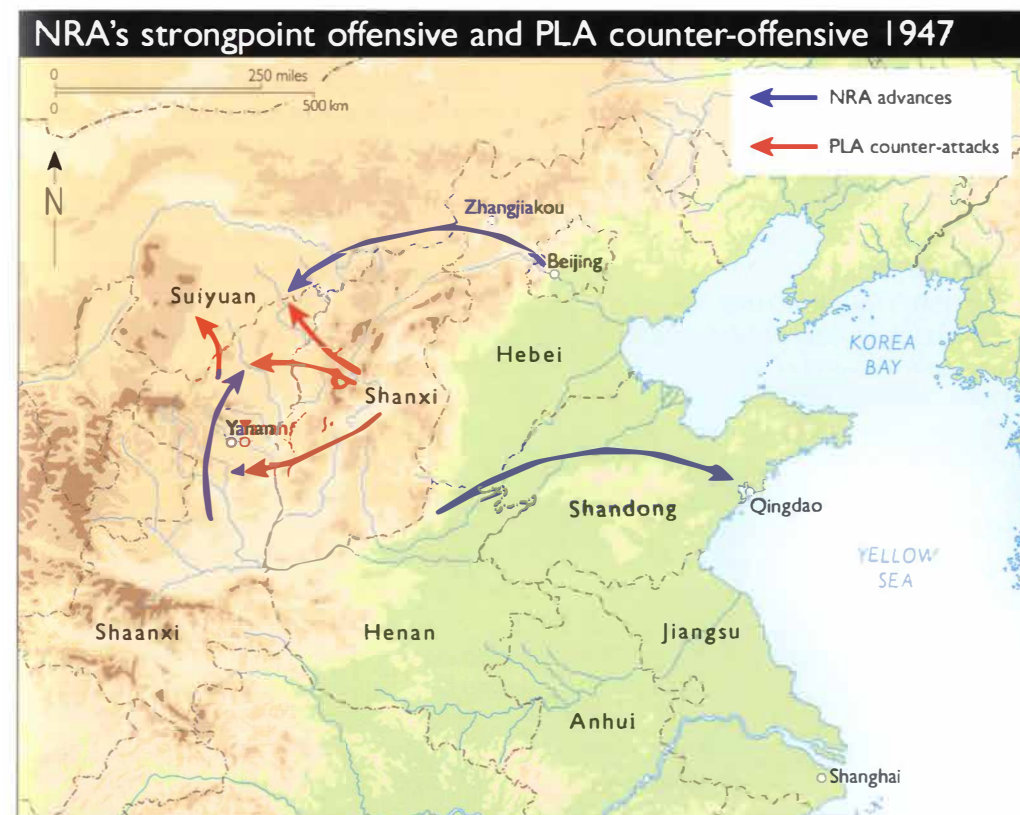 NRA's strongpoint offensive and PLA counter-offensive 1947
0 250 miles
0 500 km
NRA advances
PLA counter-attacks
N
Zhangjiakou
Beijing
Suiyuan
Hebei
KOREA
BAY
Shanxi
Shandong
Qingdao
YELLOW
SEA
Shaanxi
Henan
Jiangsu
Anhui
Shanghai